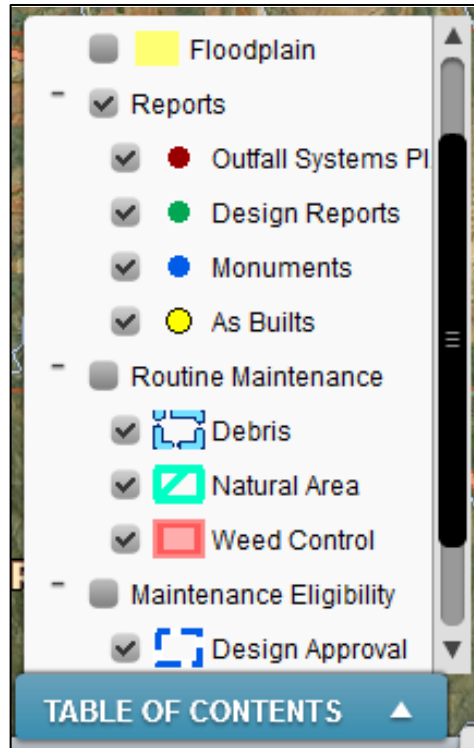 Floodplain
Reports
Outfall Systems Pl
Design Reports
Monuments
As Builts
Routine Maintenance
Debris
Natural Area
Weed Control
Maintenance Eligibility
Design Approval
TABLE OF CONTENTS